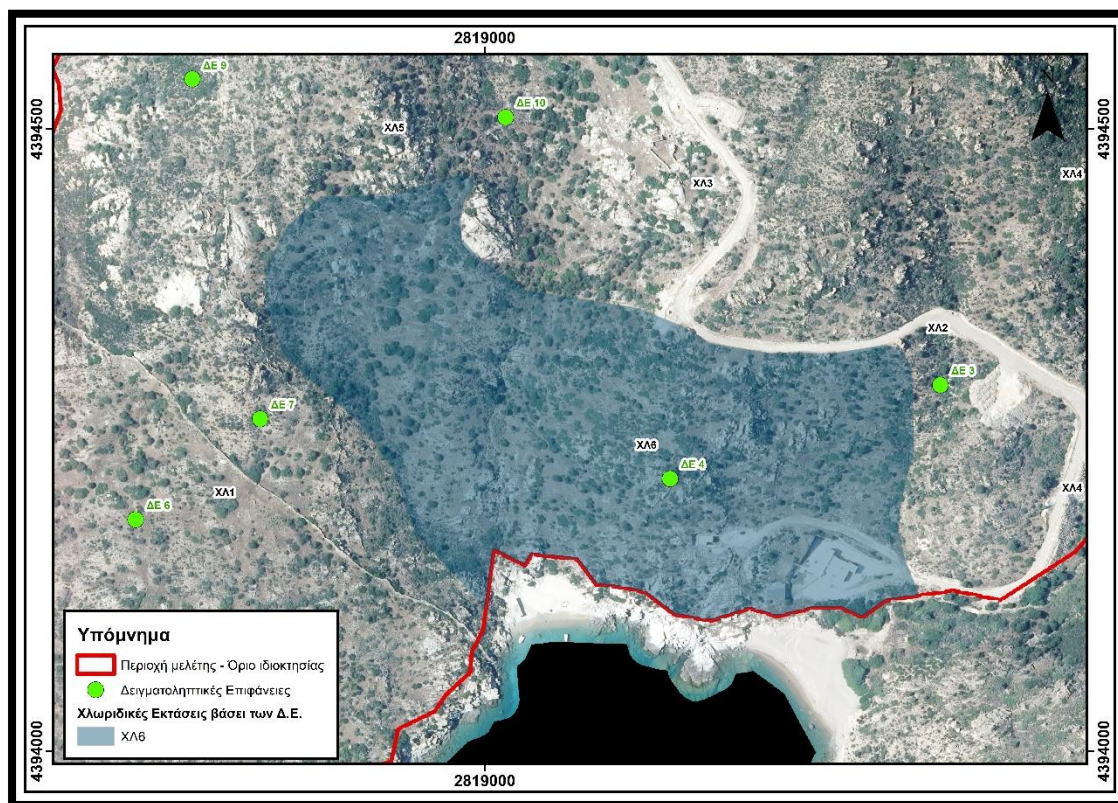 2819000
ΔΕ 9
ΔΕ 10
ΧΛ5
4394500
4394500
ΧΛ3
ΧΛ4
ΧΛ2
ΔΕ 3
ΔΕ 7
ΧΛ6
ΔΕ 4
ΧΛ1
ΧΛ4
ΔΕ 6
Υπόμνημα
Περιοχή μελέτης - Όριο ιδιοκτησίας
Δειγματοληπτικές Επιφάνειες
Χλωριδικές Εκτάσεις βάσει των Δ.Ε.
ΧΛ6
4394000
4394000
2819000